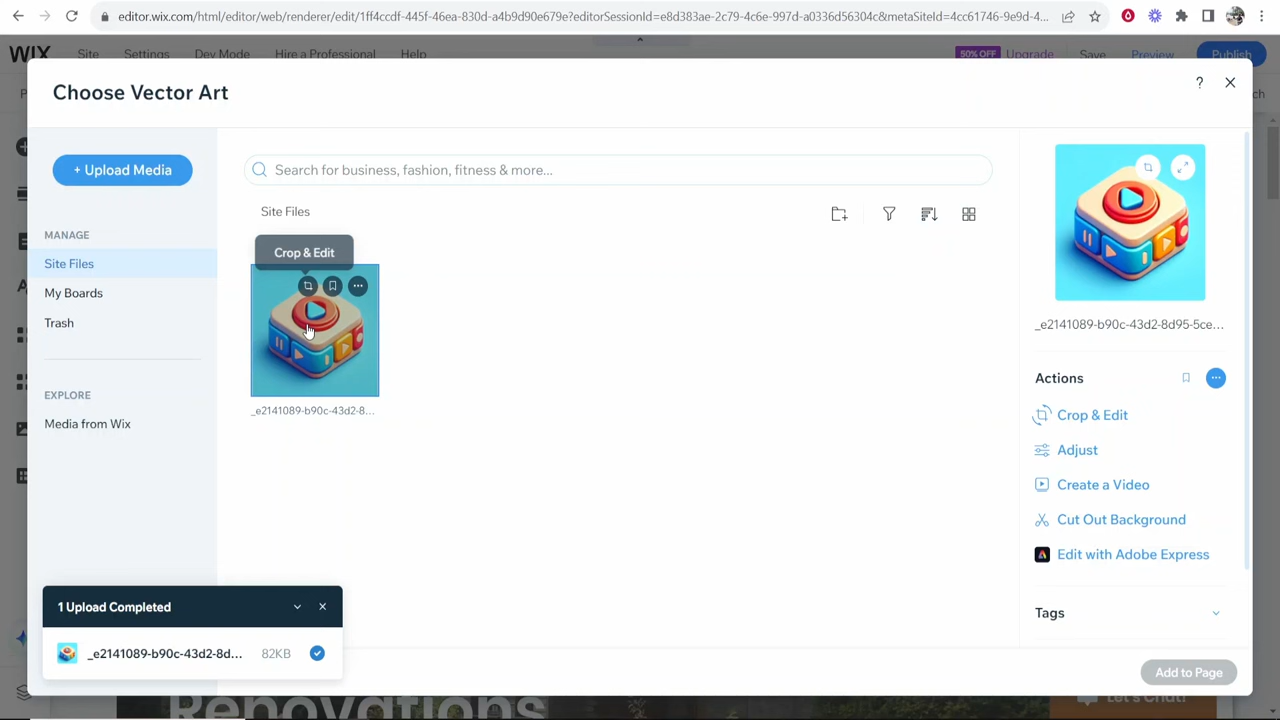 editor.wix.com/html/editor/web/renderer/edit/1ff4ccdf-445f-46ea-830d-a4b9d90b679e?editorSessionId=e8d383ae-2c79-4c6e-997d-a0336d56304c&metaSiteId=4cc61746-9e9d-4...
WIX Site Settings Dev Mode Hire a Professional Help 50% OFF Upgrade Save Preview Publish
Choose Vector Art
?
+ Upload Media
Search for business, fashion, fitness & more...
MANAGE
Site Files
My Boards
Trash
EXPLORE
Media from Wix
Site Files
Crop & Edit
_e2141089-b90c-43d2-8...
_e2141089-b90c-43d2-8d95-5ce...
Actions
Crop & Edit
Adjust
Create a Video
Cut Out Background
Edit with Adobe Express
Tags
1 Upload Completed
_e2141089-b90c-43d2-8d... 82KB
Add to Page
Renovations
Let's Chat!